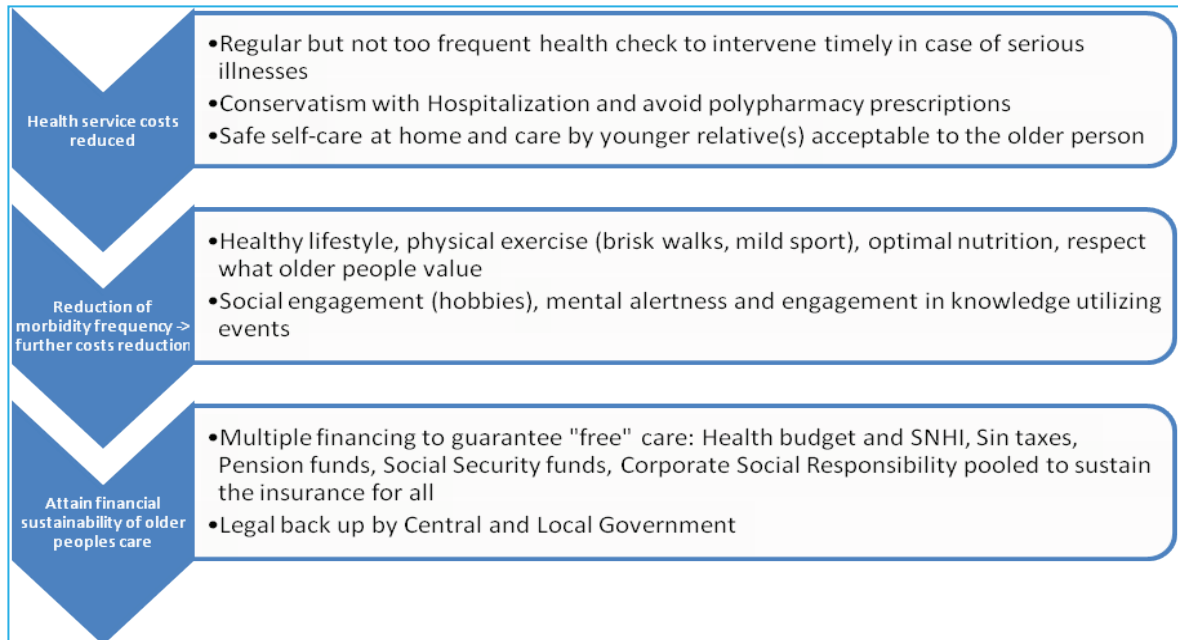 Health service costs
reduced
•Regular but not too frequent health check to intervene timely in case of serious
illnesses
•Conservatism with Hospitalization and avoid polypharmacy prescriptions
•Safe self-care at home and care by younger relative(s) acceptable to the older person
Reduction of
morbidity frequency ->
further costs reduction
•Healthy lifestyle, physical exercise (brisk walks, mild sport), optimal nutrition, respect
what older people value
•Social engagement (hobbies), mental alertness and engagement in knowledge utilizing
events
Attain financial
sustainability of older
peoples care
•Multiple financing to guarantee "free" care: Health budget and SNHI, Sin taxes,
Pension funds, Social Security funds, Corporate Social Responsibility pooled to sustain
the insurance for all
•Legal back up by Central and Local Government